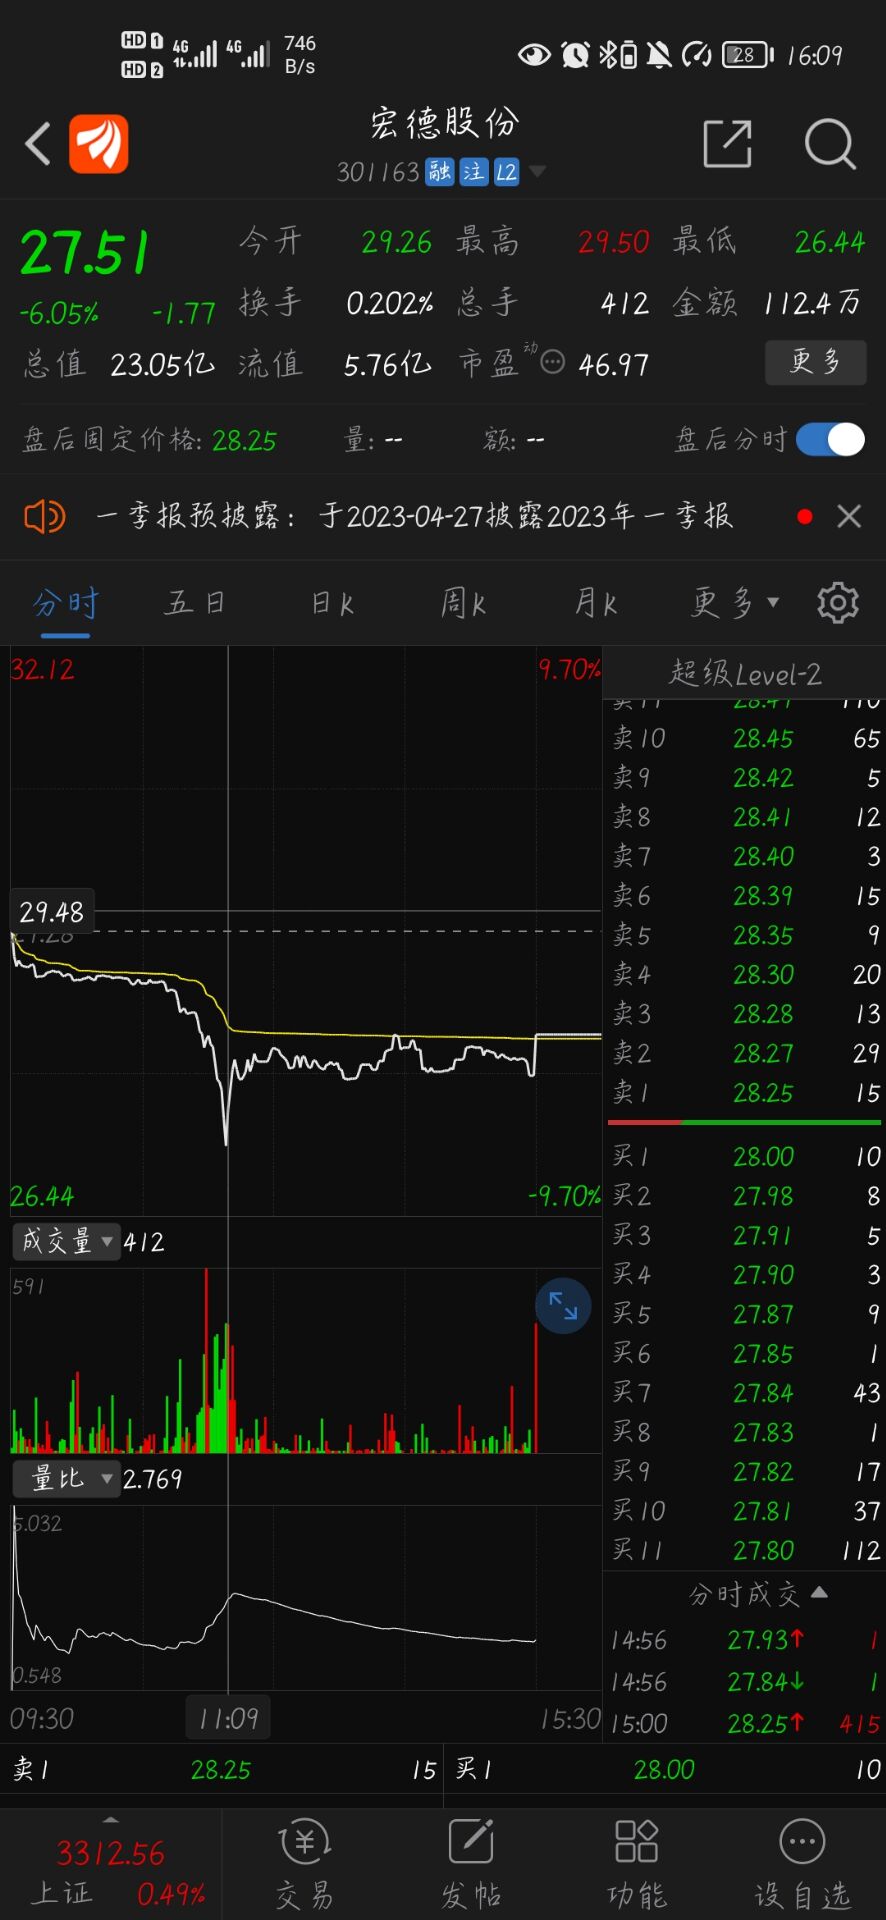 HD 1 4G 4G 746
HD 2 B/s 28 16:09
宏德股份
301163 融 注 L2
27.51 今开 29.26 最高 29.50 最低 26.44
-6.05% -1.77 换手 0.202% 总手 412 金额 112.4万
总值 23.05亿 流值 5.76亿 市盈动 46.97 更多
盘后固定价格: 28.25 量: -- 额: -- 盘后分时
一季报预披露： 于2023-04-27披露2023年一季报
分时 五日 日K 周K 月K 更多
32.12 9.70%
29.48
26.44 -9.70%
成交量 412
591
量比 2.769
5.032
0.548
09:30 11:09 15:30
超级Level-2
卖10 28.45 65
卖9 28.42 5
卖8 28.41 12
卖7 28.40 3
卖6 28.39 15
卖5 28.35 9
卖4 28.30 20
卖3 28.28 13
卖2 28.27 29
卖1 28.25 15
买1 28.00 10
买2 27.98 8
买3 27.91 5
买4 27.90 3
买5 27.87 9
买6 27.85 1
买7 27.84 43
买8 27.83 1
买9 27.82 17
买10 27.81 37
买11 27.80 112
分时成交
14:56 27.93↑ 1
14:56 27.84↓ 1
15:00 28.25↑ 415
卖1 28.25 15 买1 28.00 10
3312.56
上证 0.49% 交易 发帖 功能 设自选